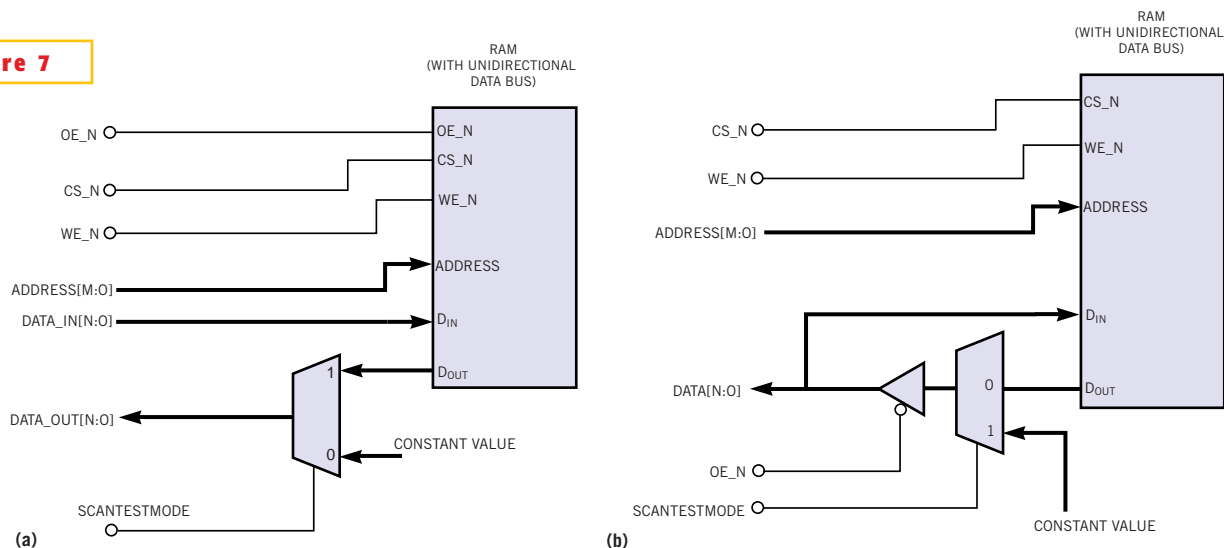 re 7
RAM
(WITH UNIDIRECTIONAL
DATA BUS)
OE_N
CS_N
WE_N
ADDRESS[M:O]
DATA_IN[N:O]
DATA_OUT[N:O]
SCANTESTMODE
OE_N
CS_N
WE_N
ADDRESS
DIN
DOUT
1
0
CONSTANT VALUE
(a)
RAM
(WITH UNIDIRECTIONAL
DATA BUS)
CS_N
WE_N
ADDRESS[M:O]
DATA[N:O]
OE_N
SCANTESTMODE
CS_N
WE_N
ADDRESS
DIN
DOUT
0
1
CONSTANT VALUE
(b)